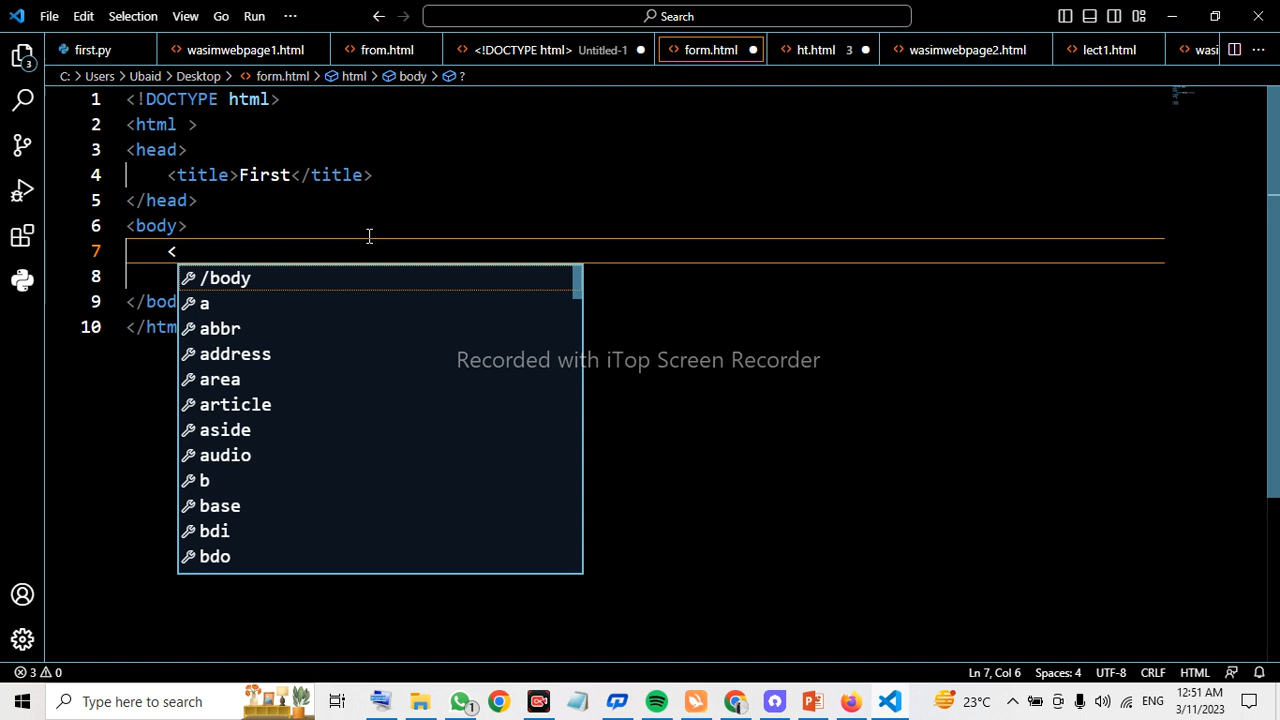 File Edit Selection View Go Run ··· Search
first.py wasimwebpage1.html from.html <!DOCTYPE html> Untitled-1 form.html ht.html 3 wasimwebpage2.html lect1.html wasi ···
C: > Users > Ubaid > Desktop > form.html > html > body > ?
1 <!DOCTYPE html>
2 <html >
3 <head>
4 <title>First</title>
5 </head>
6 <body>
7 <
/body
8
a
9 </bod
abbr
10 </htm
address
area
article
aside
audio
b
base
bdi
bdo
Recorded with iTop Screen Recorder
3
3 0 Ln 7, Col 6 Spaces: 4 UTF-8 CRLF HTML
Type here to search 1 23°C 12:51 AM
3/11/2023